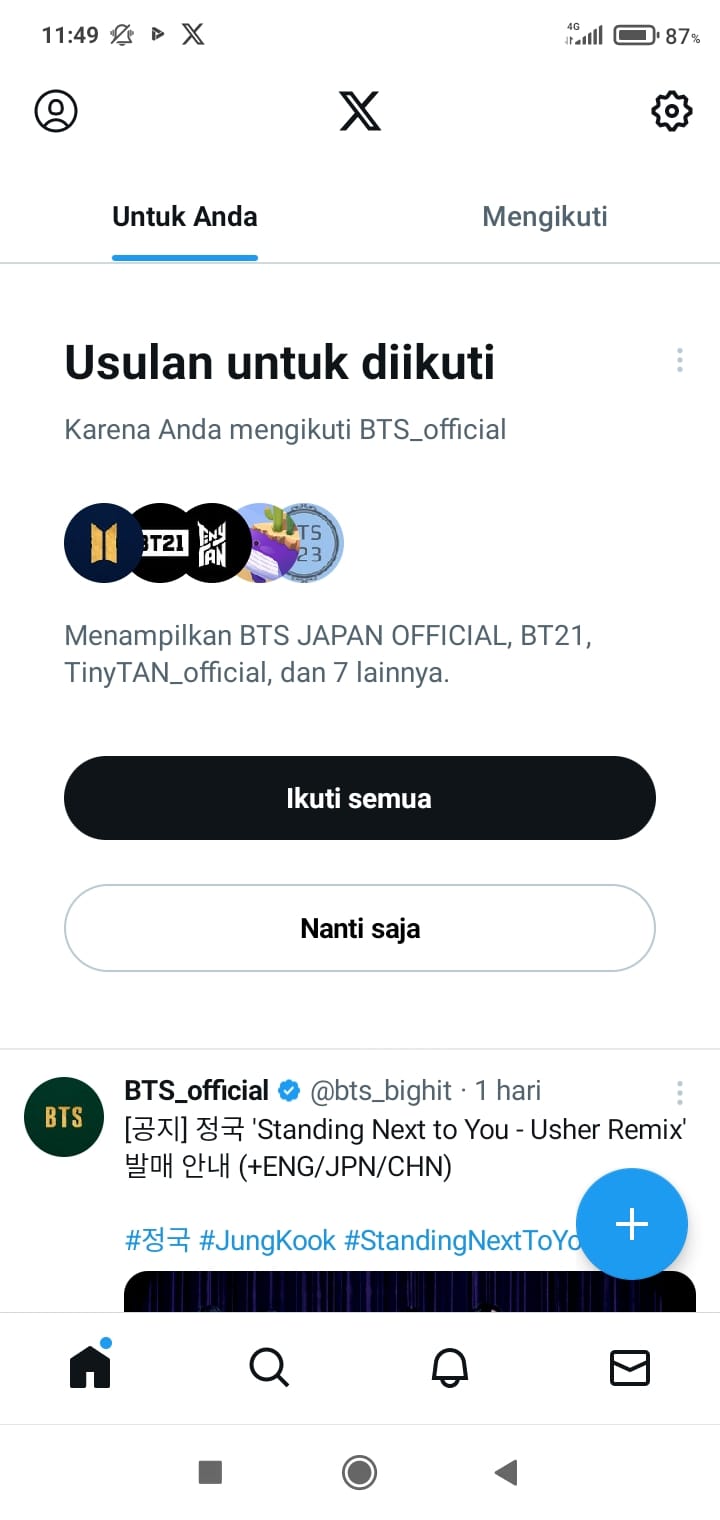 11:49
4G
87%
Untuk Anda
Mengikuti
Usulan untuk diikuti
Karena Anda mengikuti BTS_official
BT21
TS
23
Menampilkan BTS JAPAN OFFICIAL, BT21,
TinyTAN_official, dan 7 lainnya.
Ikuti semua
Nanti saja
BTS
BTS_official @bts_bighit · 1 hari
[공지] 정국 'Standing Next to You - Usher Remix'
발매 안내 (+ENG/JPN/CHN)
#정국 #JungKook #StandingNextToYo